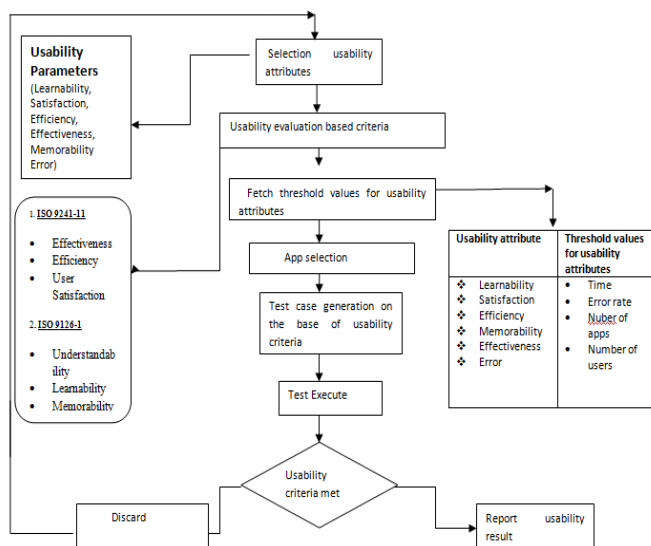 Selection usability
attributes
Usability
Parameters
(Learnability,
Satisfaction,
Efficiency,
Effectiveness,
Memorability
Error)
Usability evaluation based criteria
Fetch threshold values for usability
attributes
1. ISO 9241-11
• Effectiveness
• Efficiency
• User
Satisfaction
2. ISO 9126-1
• Understandab
ility
• Learnability
• Memorability
App selection
Usability attribute
❖ Learnability
❖ Satisfaction
❖ Efficiency
❖ Memorability
❖ Effectiveness
❖ Error
Threshold values
for usability
attributes
• Time
• Error rate
• Nuber of
apps
• Number of
users
Test case generation on
the base of usability
criteria
Test Execute
Usability
criteria met
Discard
Report usability
result